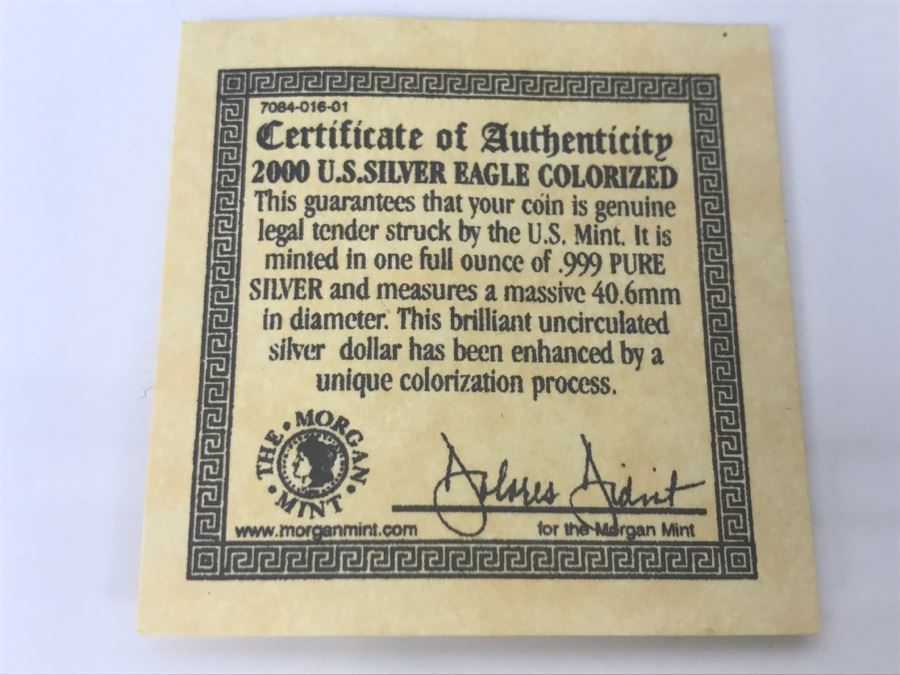 7084-016-01
Certificate of Authenticity
2000 U.S.SILVER EAGLE COLORIZED
This guarantees that your coin is genuine
legal tender struck by the U.S. Mint. It is
minted in one full ounce of .999 PURE
SILVER and measures a massive 40.6mm
in diameter. This brilliant uncirculated
silver dollar has been enhanced by a
unique colorization process.
THE • MORGAN • MINT •
Dolores
www.morganmint.com
for the Morgan Mint